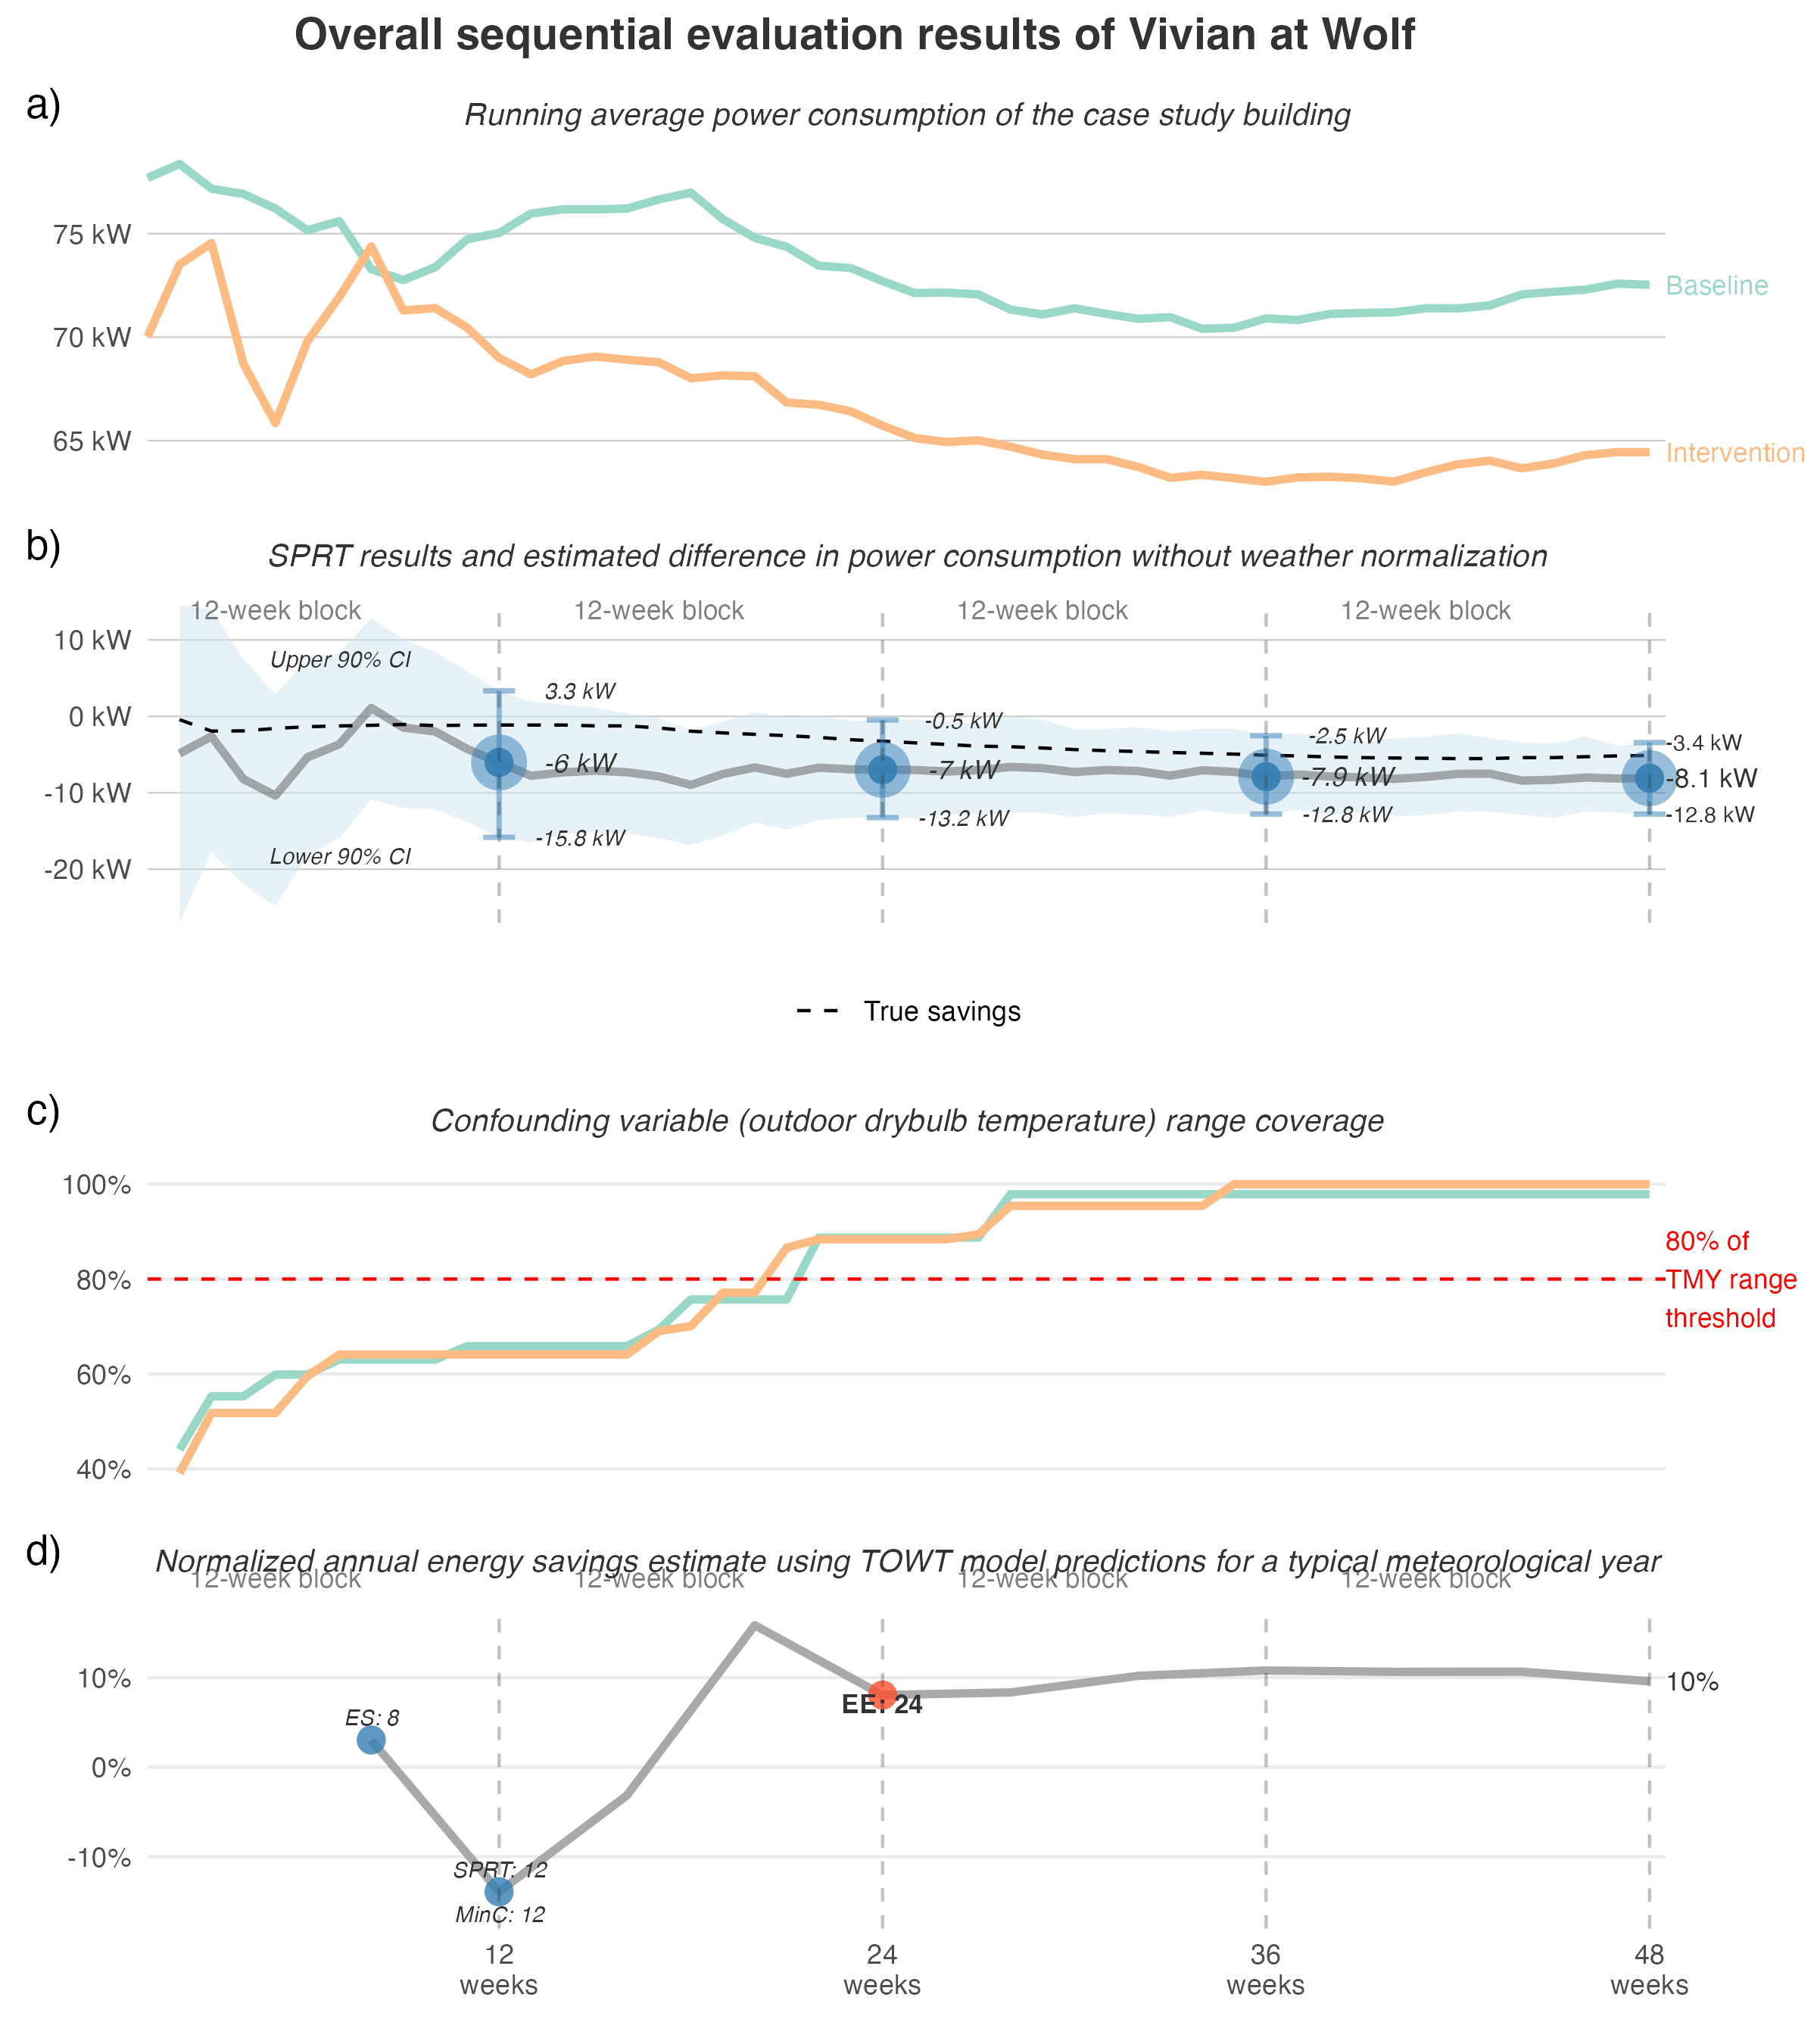 Overall sequential evaluation results of Vivian at Wolf
a)
Running average power consumption of the case study building
75 kW
70 kW
65 kW
Baseline
Intervention
b)
SPRT results and estimated difference in power consumption without weather normalization
12-week block
12-week block
12-week block
12-week block
10 kW
0 kW
-10 kW
-20 kW
Upper 90% CI
Lower 90% CI
3.3 kW
-6 kW
-15.8 kW
-0.5 kW
-7 kW
-13.2 kW
-2.5 kW
-7.9 kW
-12.8 kW
-3.4 kW
-8.1 kW
-12.8 kW
True savings
c)
Confounding variable (outdoor drybulb temperature) range coverage
100%
80%
60%
40%
80% of
TMY range
threshold
d)
Normalized annual energy savings estimate using TOWT model predictions for a typical meteorological year
12-week block
12-week block
12-week block
12-week block
10%
0%
-10%
ES: 8
SPRT: 12
MinC: 12
EE: 24
10%
12
weeks
24
weeks
36
weeks
48
weeks